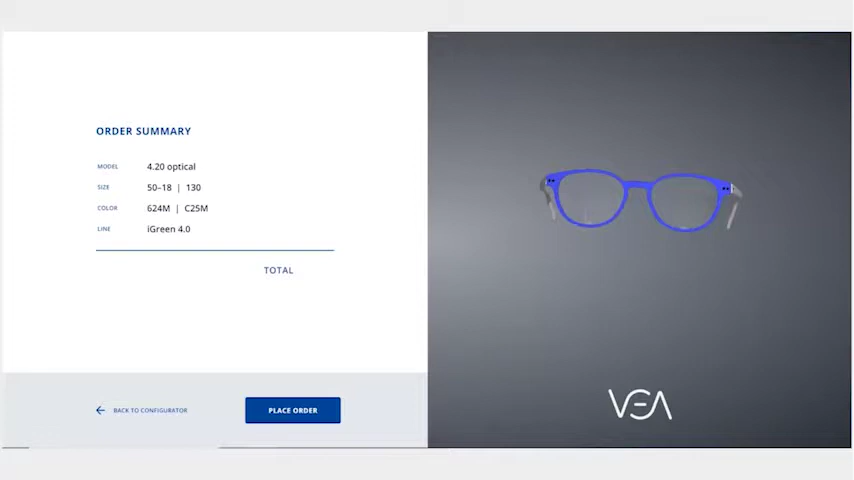 ORDER SUMMARY
MODEL 4.20 optical
SIZE 50–18 | 130
COLOR 624M | C25M
LINE iGreen 4.0
TOTAL
BACK TO CONFIGURATOR
PLACE ORDER
VEA